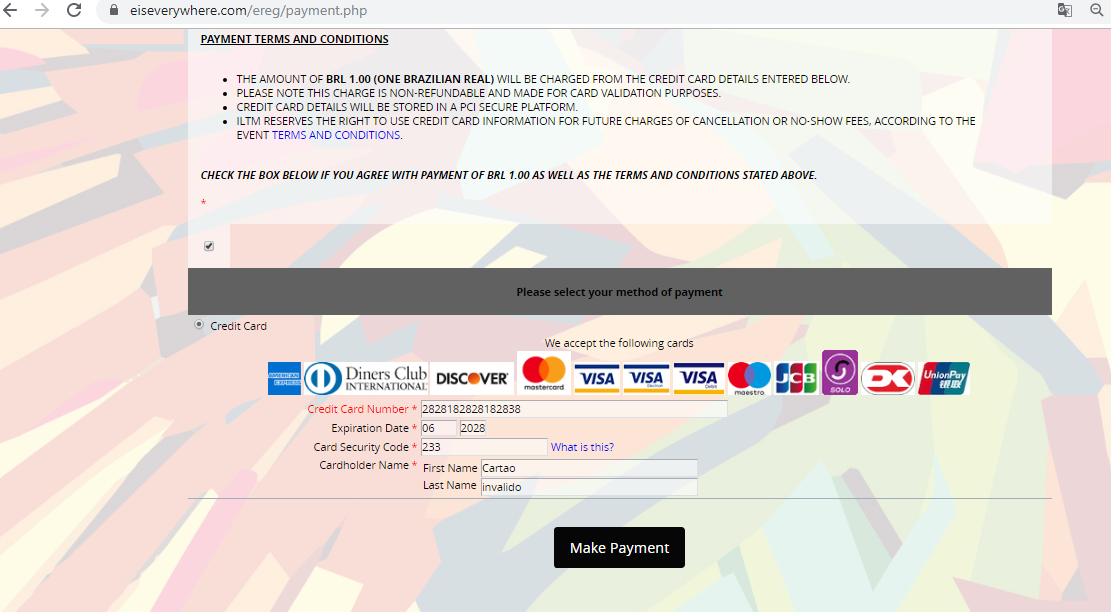 eiseverywhere.com/ereg/payment.php
PAYMENT TERMS AND CONDITIONS
THE AMOUNT OF BRL 1.00 (ONE BRAZILIAN REAL) WILL BE CHARGED FROM THE CREDIT CARD DETAILS ENTERED BELOW.
PLEASE NOTE THIS CHARGE IS NON-REFUNDABLE AND MADE FOR CARD VALIDATION PURPOSES.
CREDIT CARD DETAILS WILL BE STORED IN A PCI SECURE PLATFORM.
ILTM RESERVES THE RIGHT TO USE CREDIT CARD INFORMATION FOR FUTURE CHARGES OF CANCELLATION OR NO-SHOW FEES, ACCORDING TO THE
EVENT TERMS AND CONDITIONS.
CHECK THE BOX BELOW IF YOU AGREE WITH PAYMENT OF BRL 1.00 AS WELL AS THE TERMS AND CONDITIONS STATED ABOVE.
*
Please select your method of payment
Credit Card
We accept the following cards
AMERICAN EXPRESS Diners Club INTERNATIONAL DISCOVER mastercard VISA VISA Electron VISA Debit maestro JCB SOLO DK UnionPay 银联
Credit Card Number * 2828182828182838
Expiration Date * 06 2028
Card Security Code * 233 What is this?
Cardholder Name * First Name Cartao
Last Name invalido
Make Payment